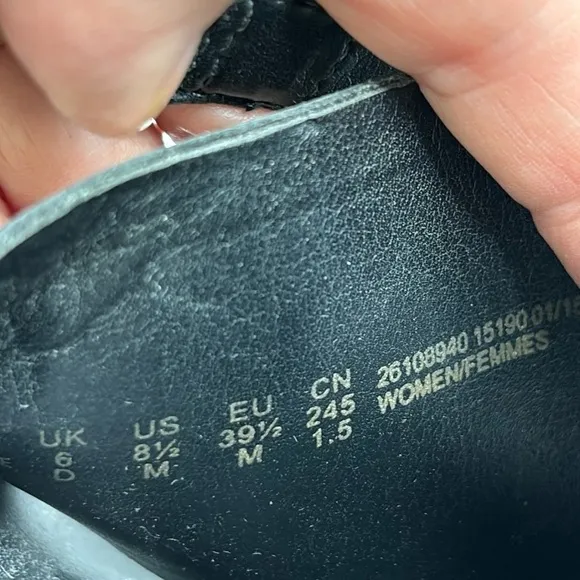 UK US EU CN 26108940 15190 01/15
6 8½ 39½ 245 WOMEN/FEMMES
D M M 1.5